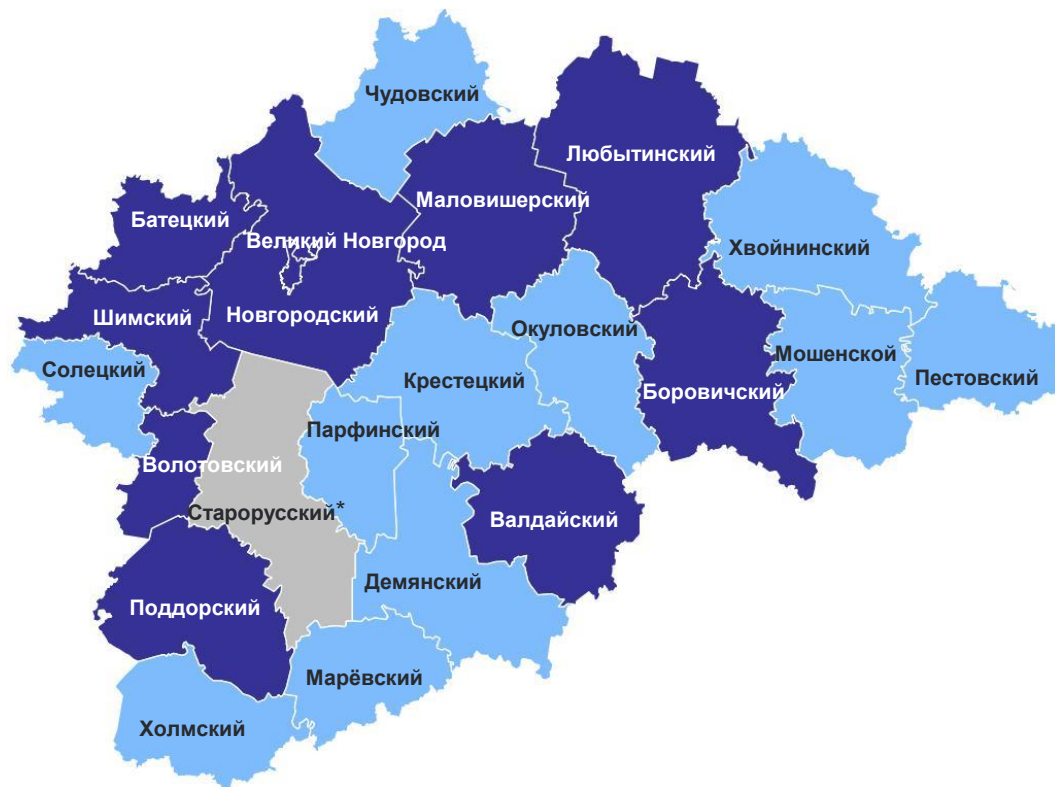 Чудовский
Любытинский
Маловишерский
Батецкий
Великий Новгород
Хвойнинский
Шимский
Новгородский
Окуловский
Солецкий
Мошенской
Крестецкий
Пестовский
Боровичский
Парфинский
Волотовский
Старорусский*
Валдайский
Демянский
Поддорский
Марёвский
Холмский